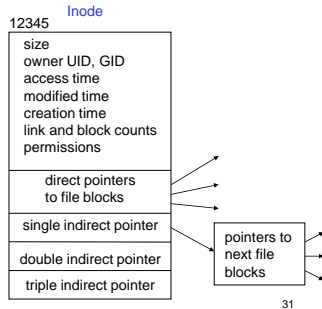 Inode
12345
size
owner UID, GID
access time
modified time
creation time
link and block counts
permissions
direct pointers
to file blocks
single indirect pointer
double indirect pointer
triple indirect pointer
pointers to
next file
blocks
31